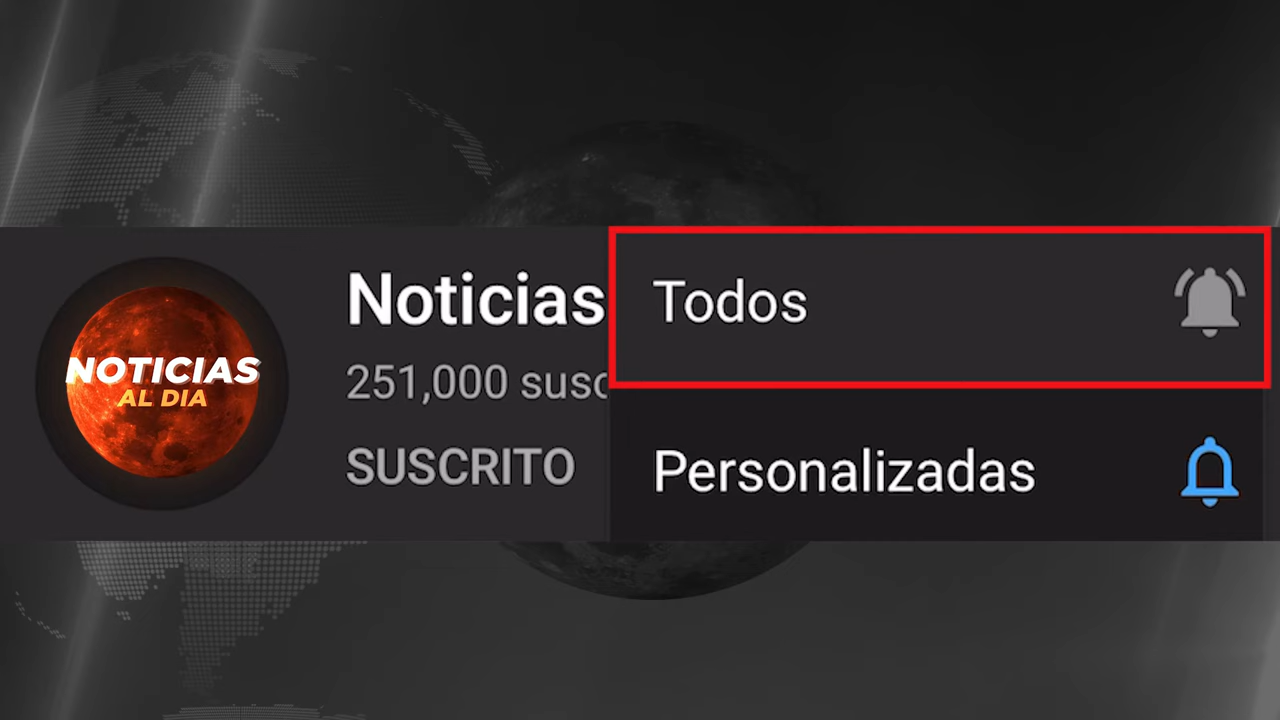 NOTICIAS
AL DIA
Noticias
251,000 susc
SUSCRITO
Todos
Personalizadas